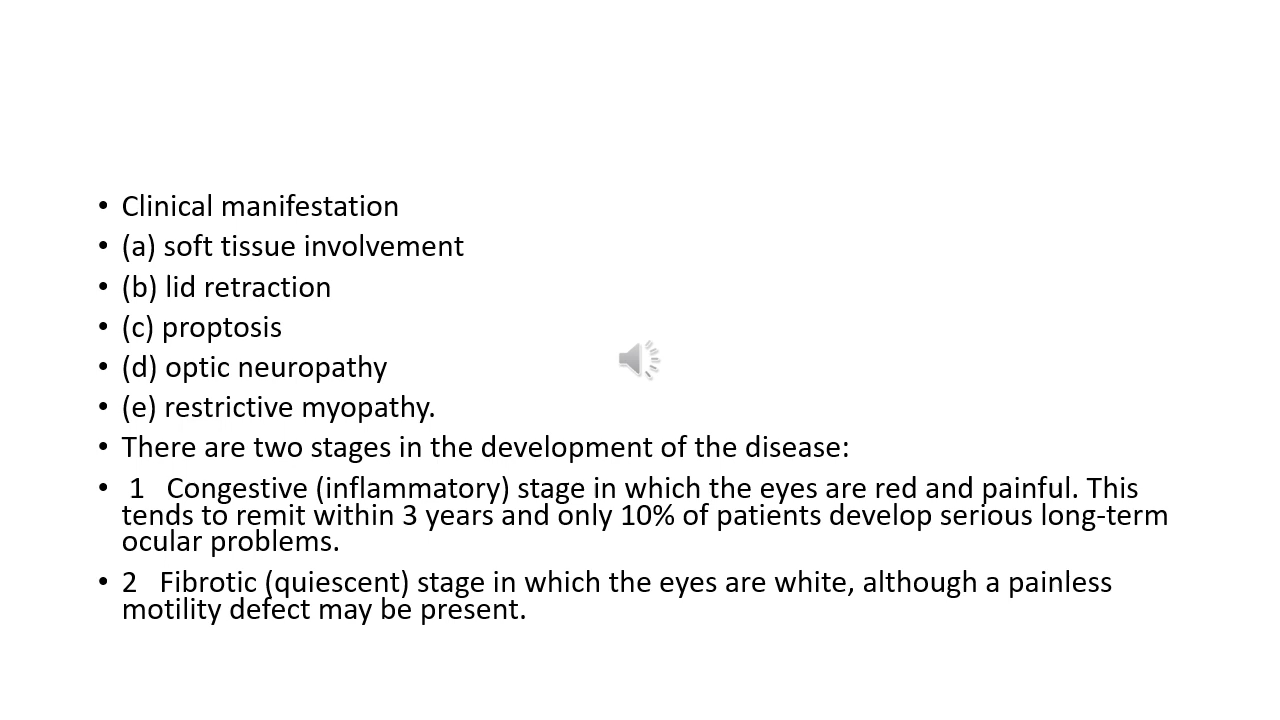 • Clinical manifestation
• (a) soft tissue involvement
• (b) lid retraction
• (c) proptosis
• (d) optic neuropathy
• (e) restrictive myopathy.
• There are two stages in the development of the disease:
• 1 Congestive (inflammatory) stage in which the eyes are red and painful. This
tends to remit within 3 years and only 10% of patients develop serious long-term
ocular problems.
• 2 Fibrotic (quiescent) stage in which the eyes are white, although a painless
motility defect may be present.